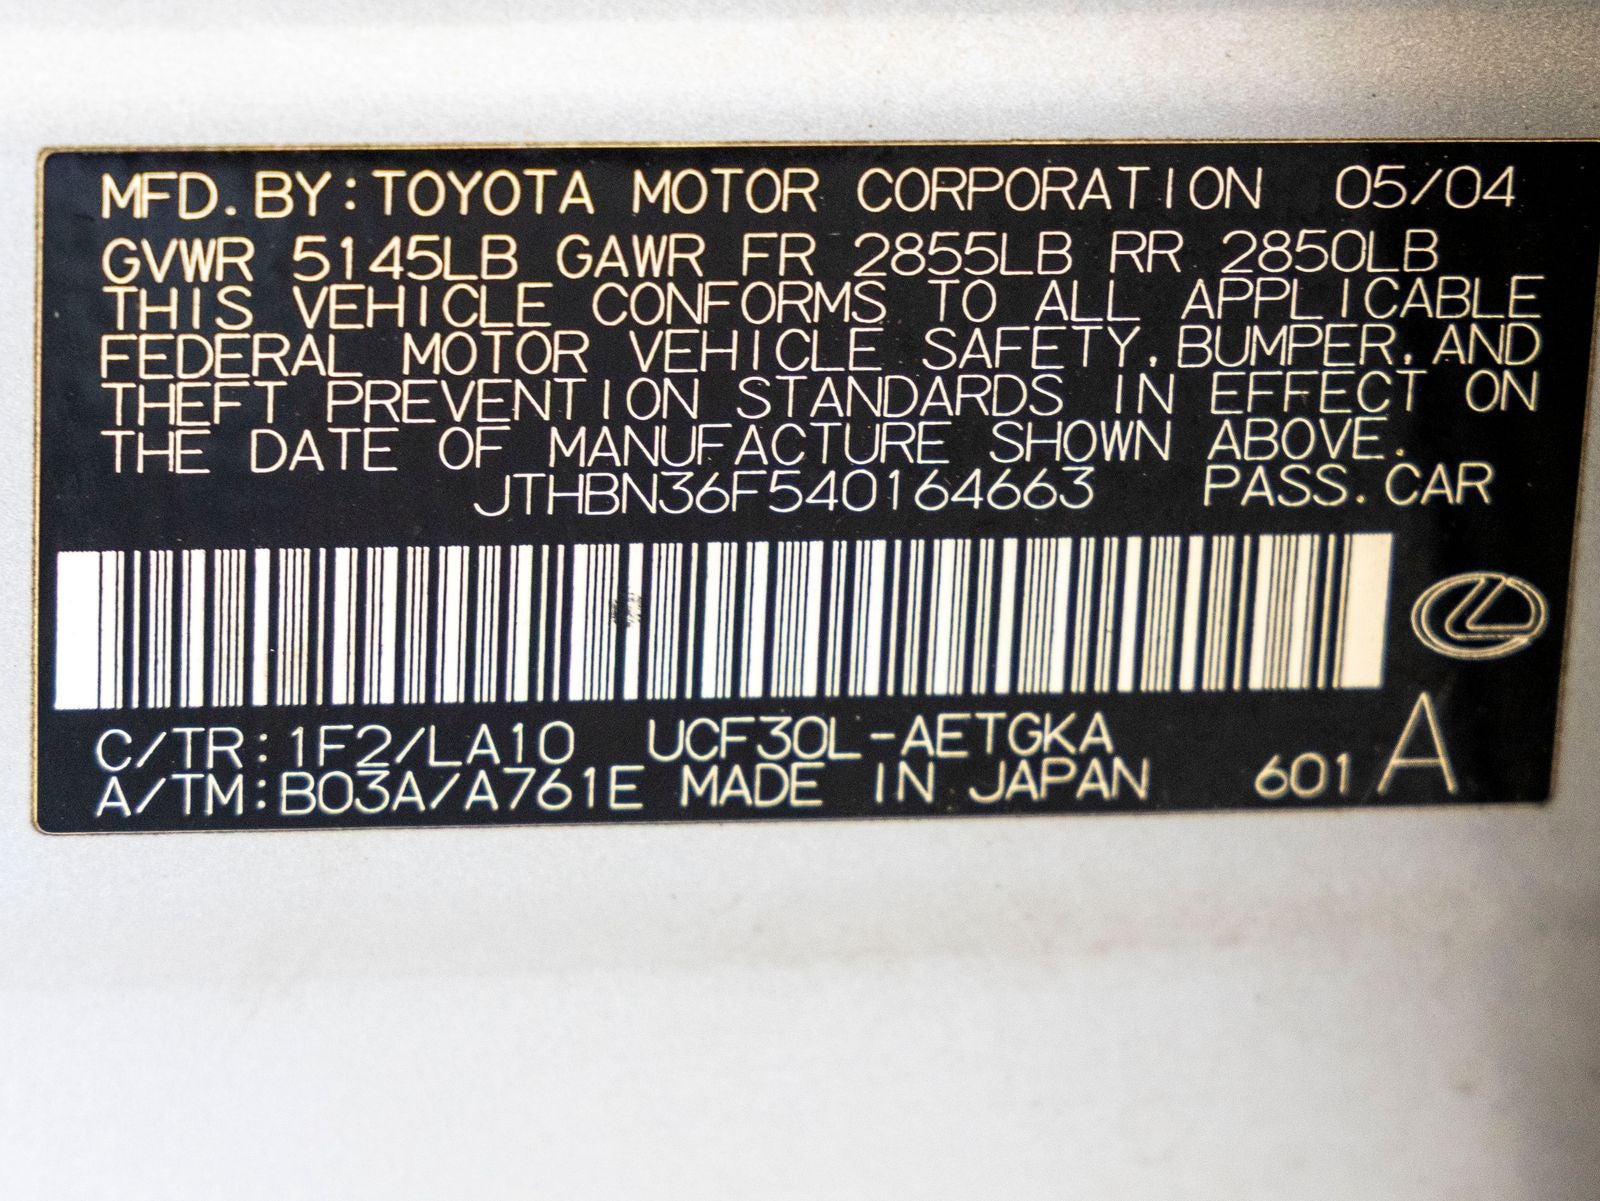 MFD. BY: TOYOTA MOTOR CORPORATION 05/04
GVWR 5145LB GAWR FR 2855LB RR 2850LB
THIS VEHICLE CONFORMS TO ALL APPLICABLE
FEDERAL MOTOR VEHICLE SAFETY, BUMPER, AND
THEFT PREVENTION STANDARDS IN EFFECT ON
THE DATE OF MANUFACTURE SHOWN ABOVE.
JTHBN36F540164663 PASS. CAR
C/TR: 1F2/LA10 UCF30L-AETGKA
A/TM: B03A/A761E MADE IN JAPAN 601 A